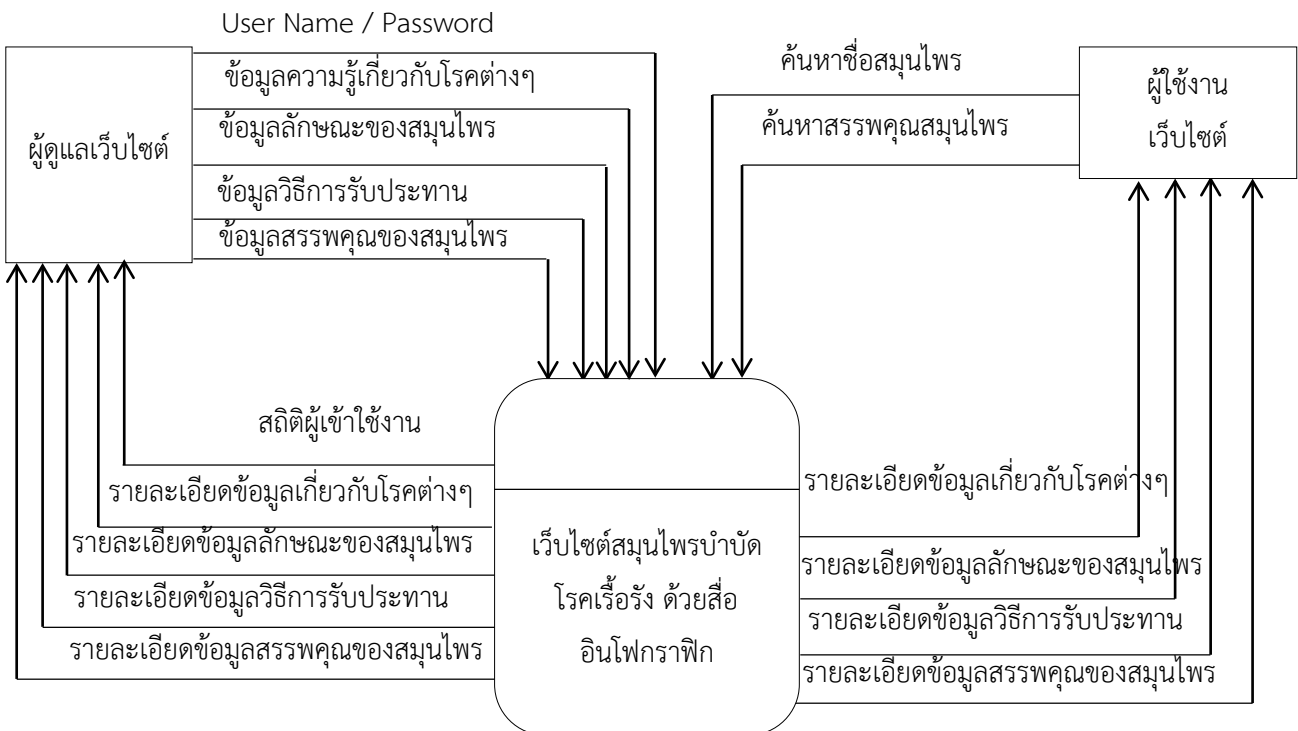 User Name / Password
ข้อมูลความรู้เกี่ยวกับโรคต่างๆ
ข้อมูลลักษณะของสมุนไพร
ข้อมูลวิธีการรับประทาน
ข้อมูลสรรพคุณของสมุนไพร
ผู้ดูแลเว็บไซต์
ค้นหาชื่อสมุนไพร
ค้นหาสรรพคุณสมุนไพร
ผู้ใช้งาน
เว็บไซต์
สถิติผู้เข้าใช้งาน
รายละเอียดข้อมูลเกี่ยวกับโรคต่างๆ
รายละเอียดข้อมูลลักษณะของสมุนไพร
รายละเอียดข้อมูลวิธีการรับประทาน
รายละเอียดข้อมูลสรรพคุณของสมุนไพร
เว็บไซต์สมุนไพรบำบัด
โรคเรื้อรัง ด้วยสื่อ
อินโฟกราฟิก
รายละเอียดข้อมูลเกี่ยวกับโรคต่างๆ
รายละเอียดข้อมูลลักษณะของสมุนไพร
รายละเอียดข้อมูลวิธีการรับประทาน
รายละเอียดข้อมูลสรรพคุณของสมุนไพร